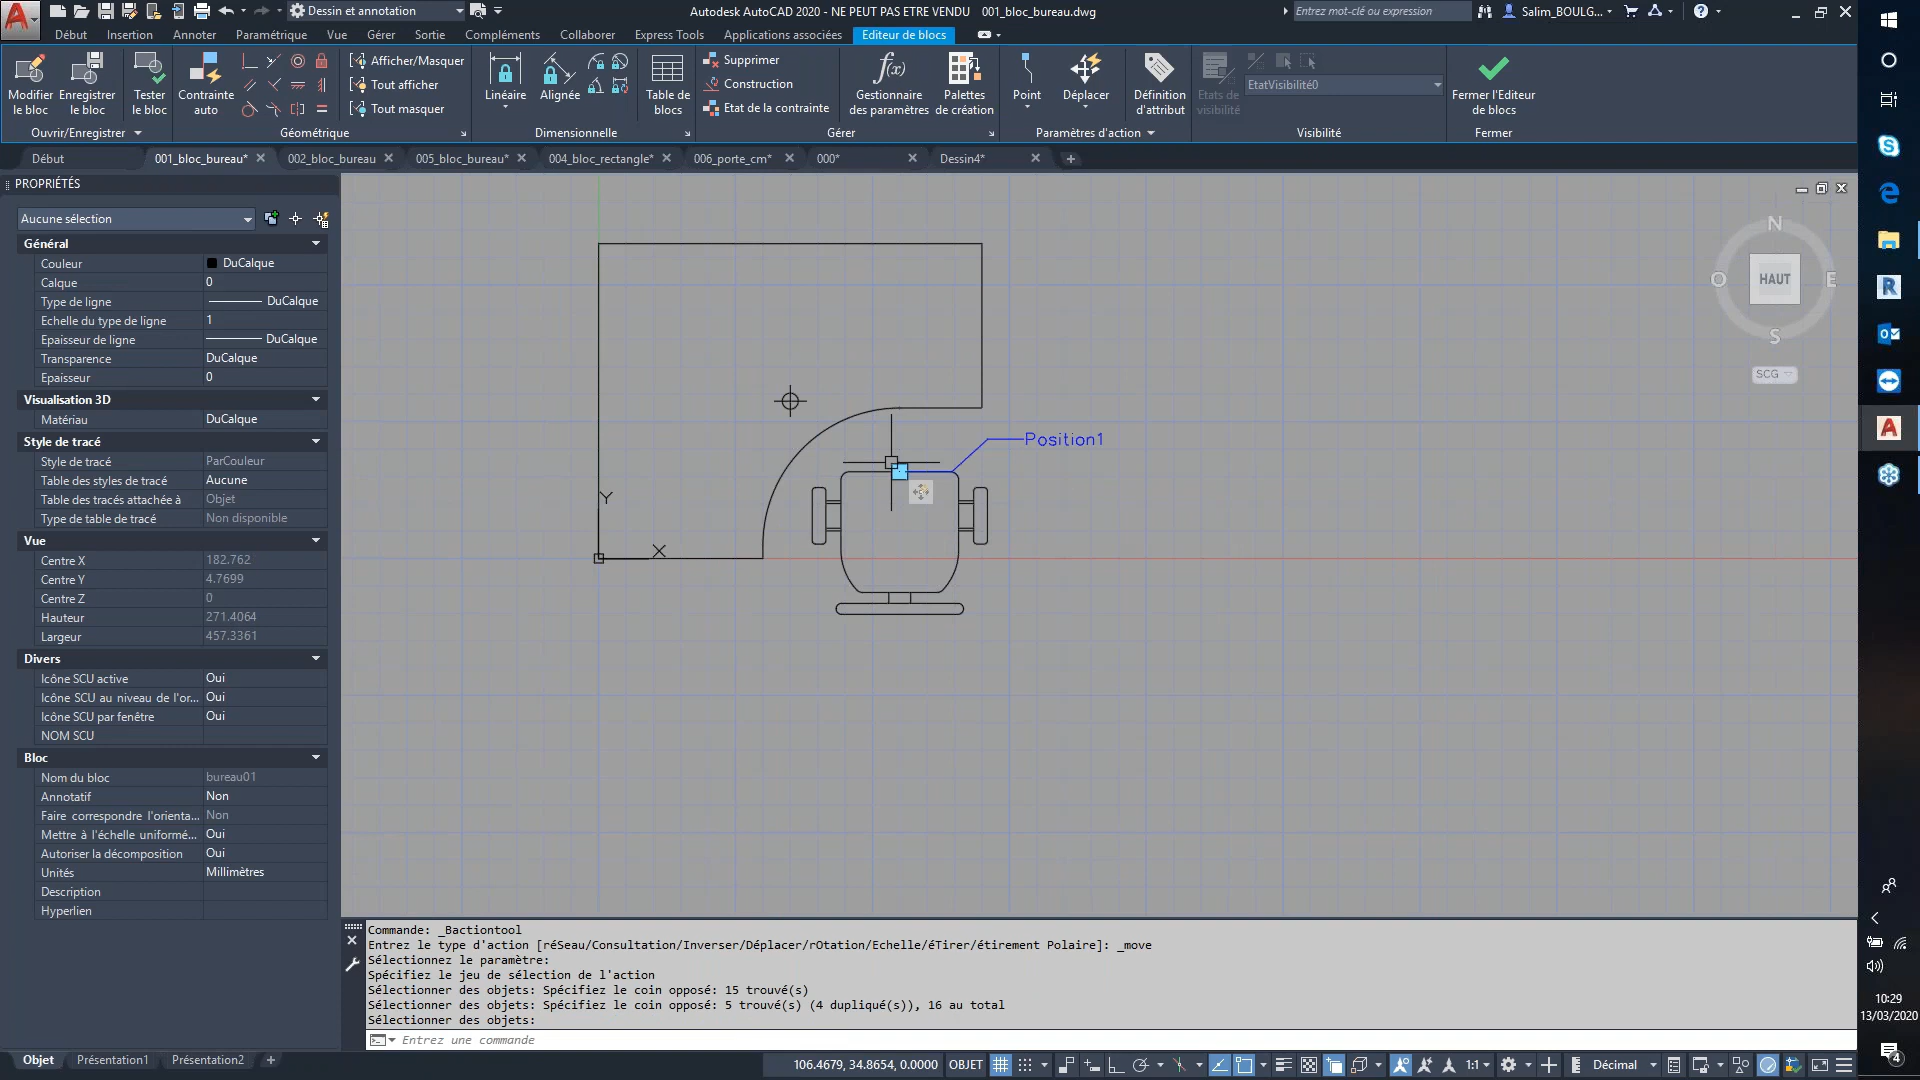 Dessin et annotation
Autodesk AutoCAD 2020 - NE PEUT PAS ETRE VENDU 001_bloc_bureau.dwg
Entrez mot-clé ou expression
Salim_BOULG...
Début
Insertion
Annoter
Paramétrique
Vue
Gérer
Sortie
Compléments
Collaborer
Express Tools
Applications associées
Editeur de blocs
Modifier
le bloc
Enregistrer
le bloc
Tester
le bloc
Ouvrir/Enregistrer
Contrainte
auto
Afficher/Masquer
Tout afficher
Tout masquer
Géométrique
Linéaire
Alignée
Dimensionnelle
Table de
blocs
Supprimer
Construction
Etat de la contrainte
Gestionnaire
des paramètres
Palettes
de création
Gérer
Point
Déplacer
Paramètres d'action
Définition
d'attribut
Etats de
visibilité
EtatVisibilité0
Visibilité
Fermer l'Editeur
de blocs
Fermer
Début
001_bloc_bureau*
002_bloc_bureau
005_bloc_bureau*
004_bloc_rectangle*
006_porte_cm*
000*
Dessin4*
PROPRIÉTÉS
Aucune sélection
Général
Couleur DuCalque
Calque 0
Type de ligne DuCalque
Echelle du type de ligne 1
Epaisseur de ligne DuCalque
Transparence DuCalque
Epaisseur 0
Visualisation 3D
Matériau DuCalque
Style de tracé
Style de tracé ParCouleur
Table des styles de tracé Aucune
Table des tracés attachée à Objet
Type de table de tracé Non disponible
Vue
Centre X 182.762
Centre Y 4.7699
Centre Z 0
Hauteur 271.4064
Largeur 457.3361
Divers
Icône SCU active Oui
Icône SCU au niveau de l'or... Oui
Icône SCU par fenêtre Oui
NOM SCU
Bloc
Nom du bloc bureau01
Annotatif Non
Faire correspondre l'orienta... Non
Mettre à l'échelle uniformé... Oui
Autoriser la décomposition Oui
Unités Millimètres
Description
Hyperlien
Position1
Y
X
N
O
HAUT
E
S
SCG
Commande: _Bactiontool
Entrez le type d'action [réSeau/Consultation/Inverser/Déplacer/rOtation/Echelle/éTirer/étirement Polaire]: _move
Sélectionnez le paramètre:
Spécifiez le jeu de sélection de l'action
Sélectionner des objets: Spécifiez le coin opposé: 15 trouvé(s)
Sélectionner des objets: Spécifiez le coin opposé: 5 trouvé(s) (4 dupliqué(s)), 16 au total
Sélectionner des objets:
Entrez une commande
Objet
Présentation1
Présentation2
106.4679, 34.8654, 0.0000
OBJET
1:1
Décimal
10:29
13/03/2020
4